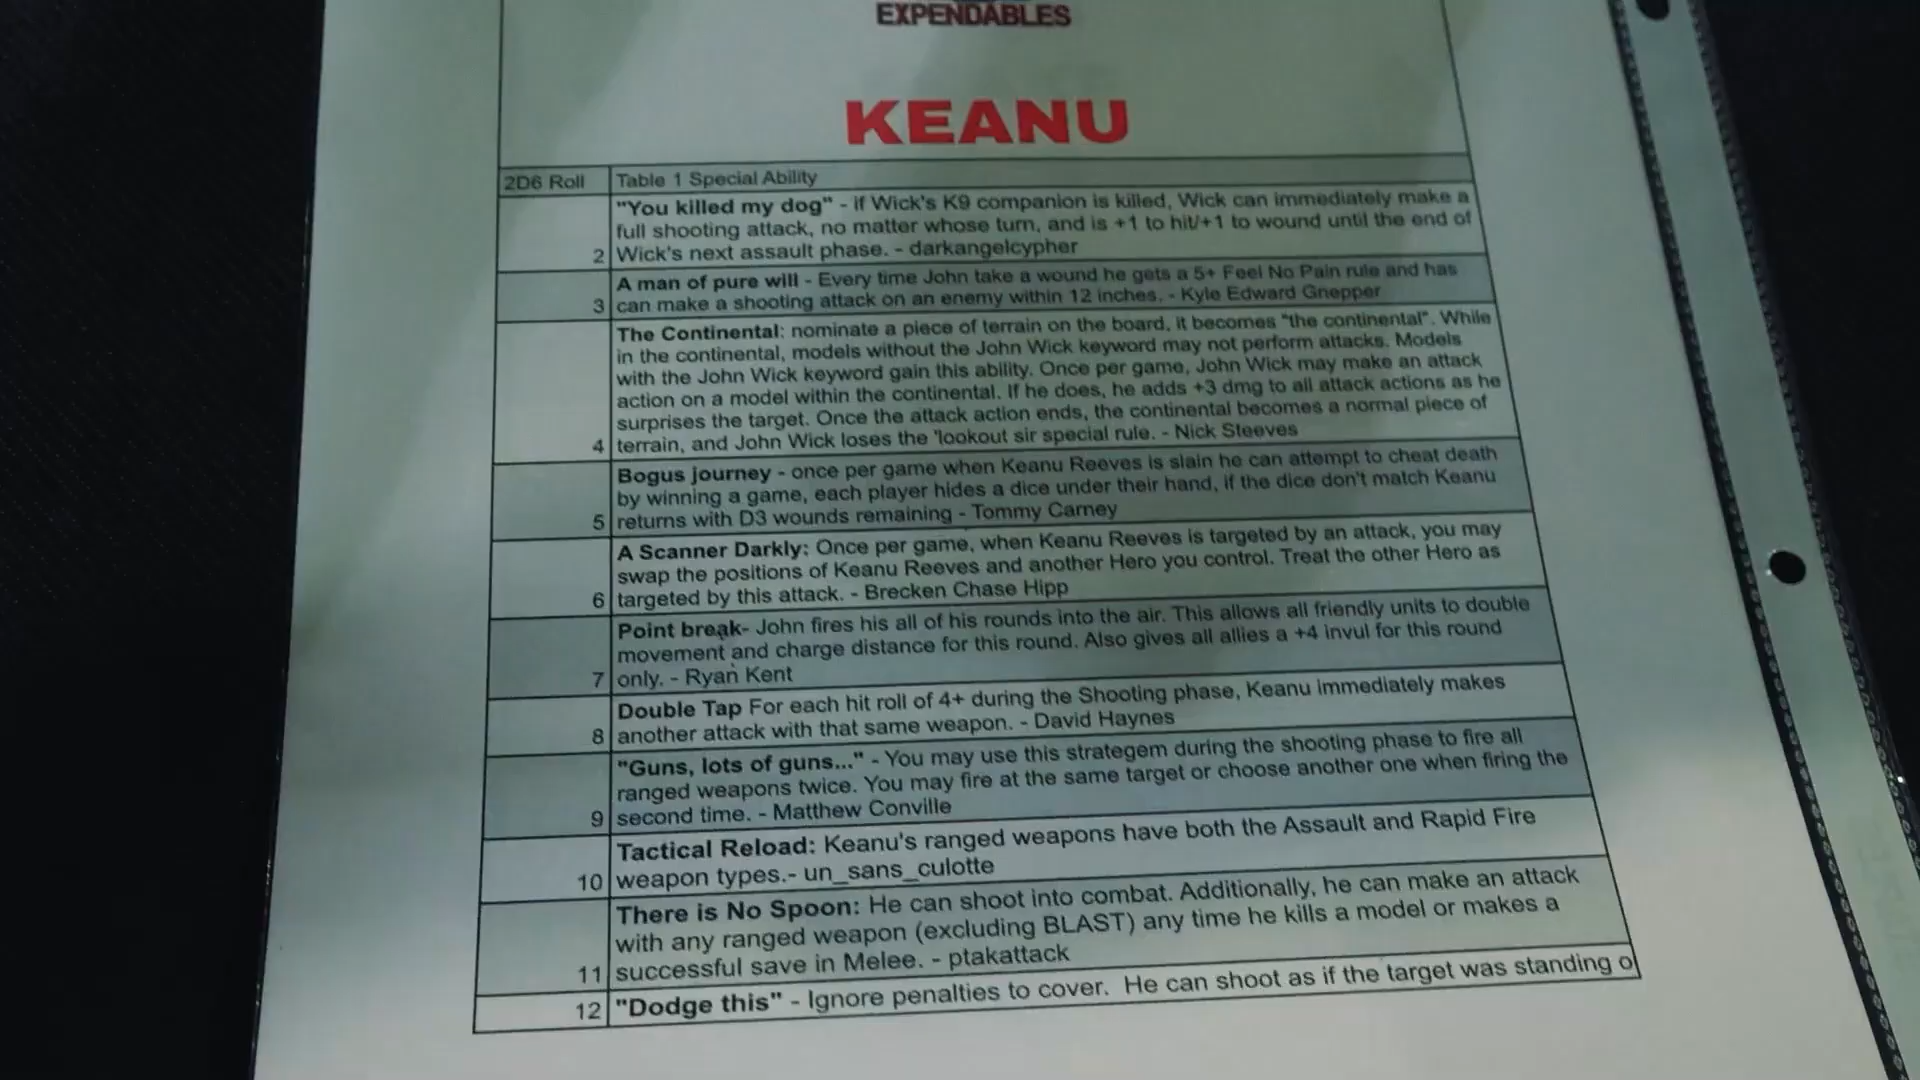 EXPENDABLES
KEANU
2D6 Roll Table 1 Special Ability
"You killed my dog" - if Wick's K9 companion is killed, Wick can immediately make a
full shooting attack, no matter whose turn, and is +1 to hit/+1 to wound until the end of
2 Wick's next assault phase. - darkangelcypher
A man of pure will - Every time John take a wound he gets a 5+ Feel No Pain rule and has
3 can make a shooting attack on an enemy within 12 inches. - Kyle Edward Gnepper
The Continental: nominate a piece of terrain on the board, it becomes "the continental". While
in the continental, models without the John Wick keyword may not perform attacks. Models
with the John Wick keyword gain this ability. Once per game, John Wick may make an attack
action on a model within the continental. If he does, he adds +3 dmg to all attack actions as he
surprises the target. Once the attack action ends, the continental becomes a normal piece of
4 terrain, and John Wick loses the 'lookout sir special rule. - Nick Steeves
Bogus journey - once per game when Keanu Reeves is slain he can attempt to cheat death
by winning a game, each player hides a dice under their hand, if the dice don't match Keanu
5 returns with D3 wounds remaining - Tommy Carney
A Scanner Darkly: Once per game, when Keanu Reeves is targeted by an attack, you may
swap the positions of Keanu Reeves and another Hero you control. Treat the other Hero as
6 targeted by this attack. - Brecken Chase Hipp
Point break- John fires his all of his rounds into the air. This allows all friendly units to double
movement and charge distance for this round. Also gives all allies a +4 invul for this round
7 only. - Ryan Kent
Double Tap For each hit roll of 4+ during the Shooting phase, Keanu immediately makes
8 another attack with that same weapon. - David Haynes
"Guns, lots of guns..." - You may use this strategem during the shooting phase to fire all
ranged weapons twice. You may fire at the same target or choose another one when firing the
9 second time. - Matthew Conville
Tactical Reload: Keanu's ranged weapons have both the Assault and Rapid Fire
10 weapon types.- un_sans_culotte
There is No Spoon: He can shoot into combat. Additionally, he can make an attack
with any ranged weapon (excluding BLAST) any time he kills a model or makes a
11 successful save in Melee. - ptakattack
12 "Dodge this" - Ignore penalties to cover. He can shoot as if the target was standing o